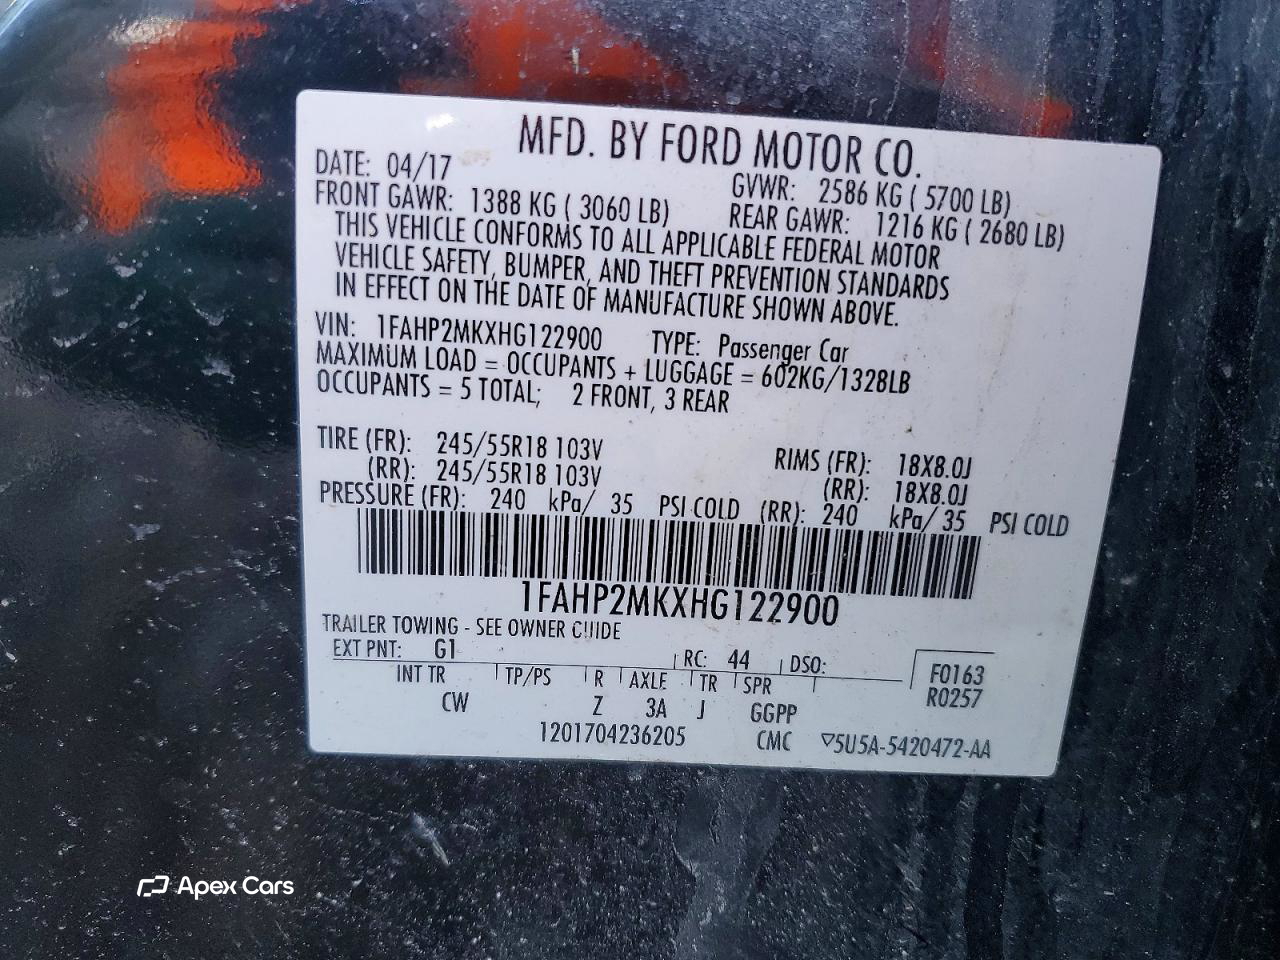 MFD. BY FORD MOTOR CO.
DATE: 04/17 GVWR: 2586 KG ( 5700 LB)
FRONT GAWR: 1388 KG ( 3060 LB) REAR GAWR: 1216 KG ( 2680 LB)
THIS VEHICLE CONFORMS TO ALL APPLICABLE FEDERAL MOTOR
VEHICLE SAFETY, BUMPER, AND THEFT PREVENTION STANDARDS
IN EFFECT ON THE DATE OF MANUFACTURE SHOWN ABOVE.
VIN: 1FAHP2MKXHG122900 TYPE: Passenger Car
MAXIMUM LOAD = OCCUPANTS + LUGGAGE = 602KG/1328LB
OCCUPANTS = 5 TOTAL; 2 FRONT, 3 REAR
TIRE (FR): 245/55R18 103V RIMS (FR): 18X8.0J
(RR): 245/55R18 103V (RR): 18X8.0J
PRESSURE (FR): 240 kPa/ 35 PSI COLD (RR): 240 kPa/ 35 PSI COLD
1FAHP2MKXHG122900
TRAILER TOWING - SEE OWNER GUIDE
EXT PNT: G1 RC: 44 DSO: F0163
INT TR TP/PS R AXLE TR SPR R0257
CW Z 3A J GGPP
1201704236205 CMC ▽5U5A-5420472-AA
Apex Cars